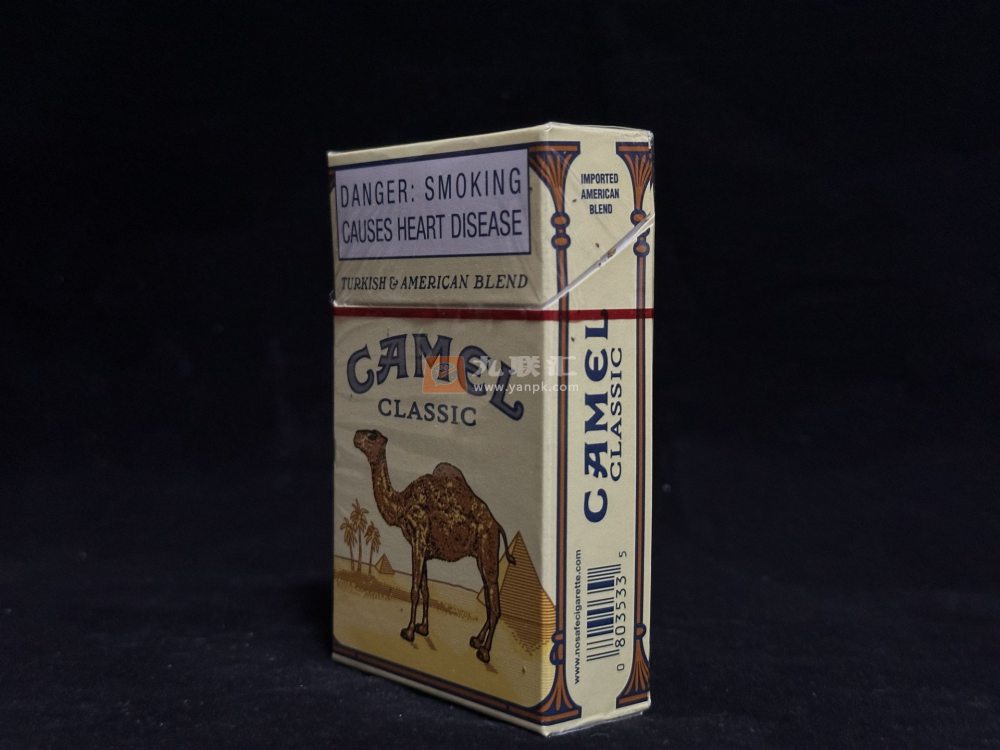 DANGER: SMOKING
CAUSES HEART DISEASE
TURKISH & AMERICAN BLEND
CAMEL
CLASSIC
九联汇
www.yanpk.com
IMPORTED
AMERICAN
BLEND
CAMEL
CLASSIC
www.nosafecigarette.com
0 803533 5